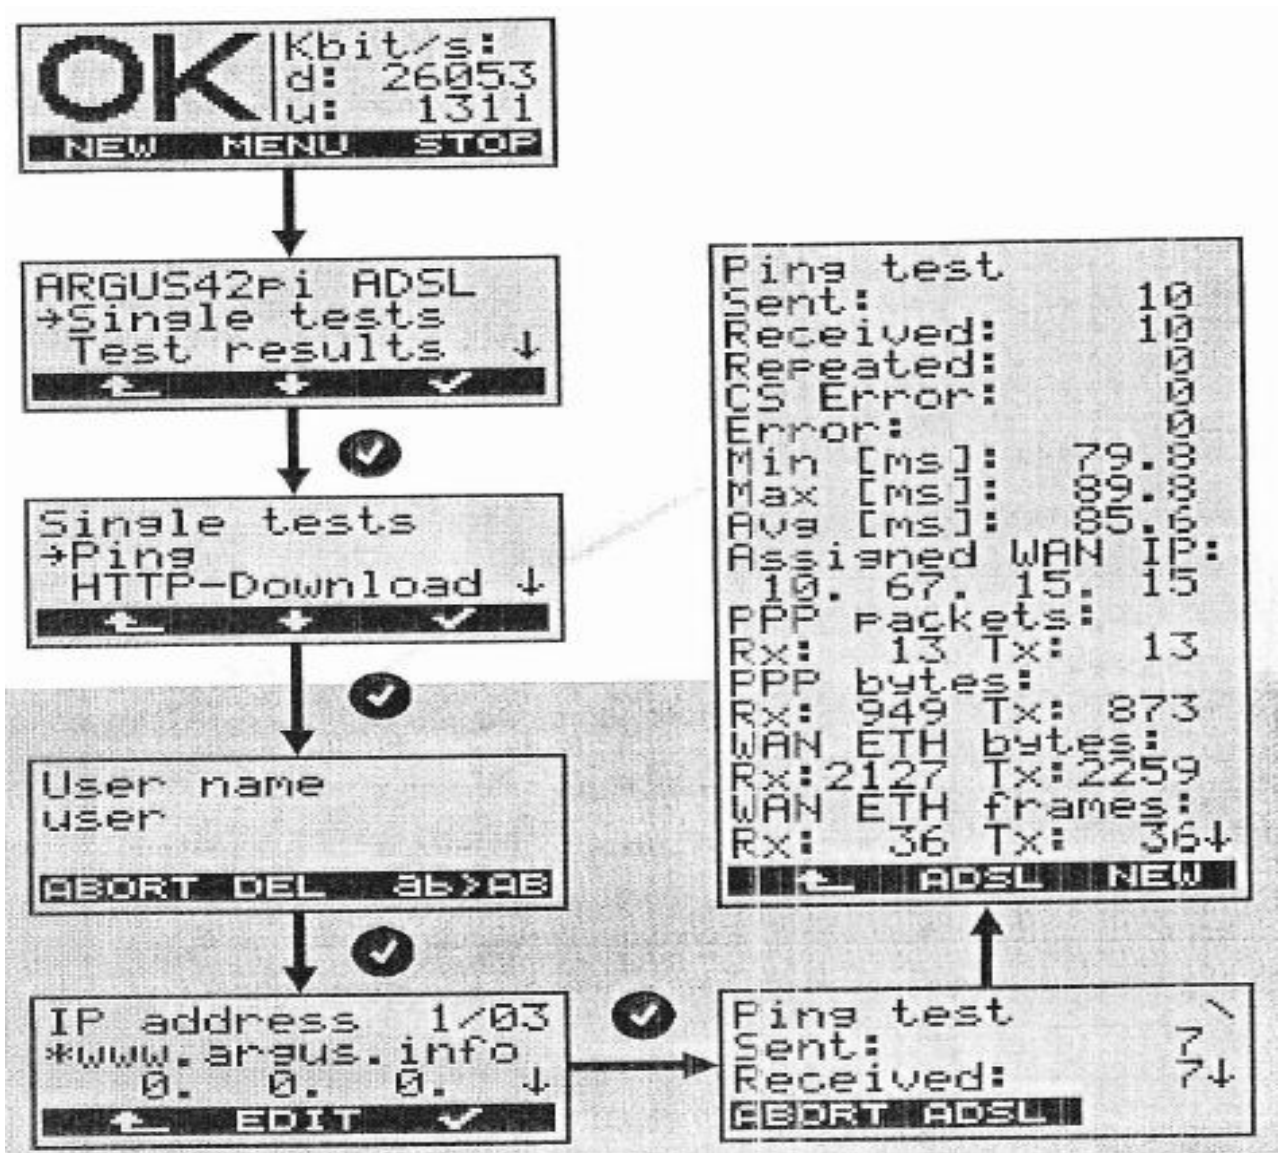 OK
Kbit/s:
d: 26053
u: 1311
NEW MENU STOP
ARGUS42pi ADSL
→Single tests
Test results ↓
Single tests
→Ping
HTTP-Download ↓
User name
user
ABORT DEL ab>AB
IP address 1/03
*www.argus.info
0. 0. 0. ↓
EDIT
Ping test \
Sent: 7
Received: 7↓
ABORT ADSL
Ping test
Sent: 10
Received: 10
Repeated: 0
CS Error: 0
Error: 0
Min [ms]: 79.8
Max [ms]: 89.8
Avg [ms]: 85.6
Assigned WAN IP:
10. 67. 15. 15
PPP packets:
Rx: 13 Tx: 13
PPP bytes:
Rx: 949 Tx: 873
WAN ETH bytes:
Rx:2127 Tx:2259
WAN ETH frames:
Rx: 36 Tx: 36↓
ADSL NEW